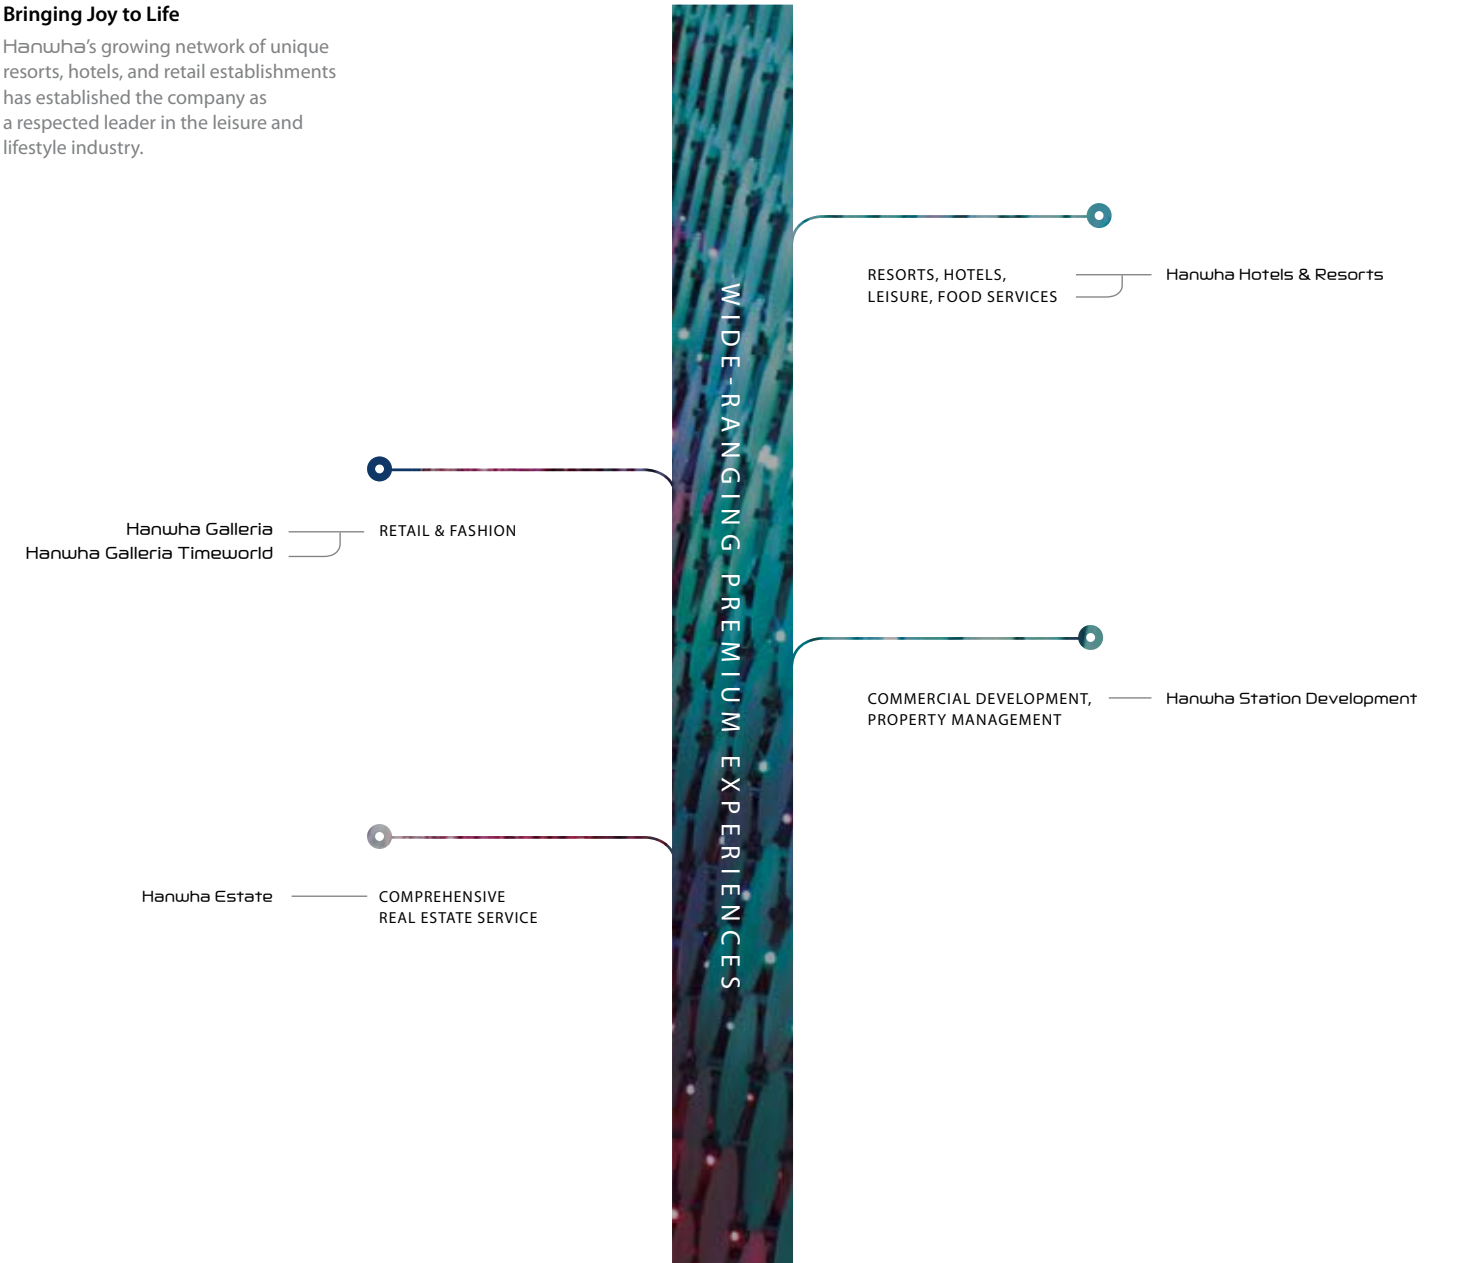 Bringing Joy to Life
Hanwha's growing network of unique
resorts, hotels, and retail establishments
has established the company as
a respected leader in the leisure and
lifestyle industry.
WIDE-RANGING PREMIUM EXPERIENCES
RESORTS, HOTELS,
LEISURE, FOOD SERVICES
Hanwha Hotels & Resorts
Hanwha Galleria
Hanwha Galleria Timeworld
RETAIL & FASHION
COMMERCIAL DEVELOPMENT,
PROPERTY MANAGEMENT
Hanwha Station Development
Hanwha Estate
COMPREHENSIVE
REAL ESTATE SERVICE